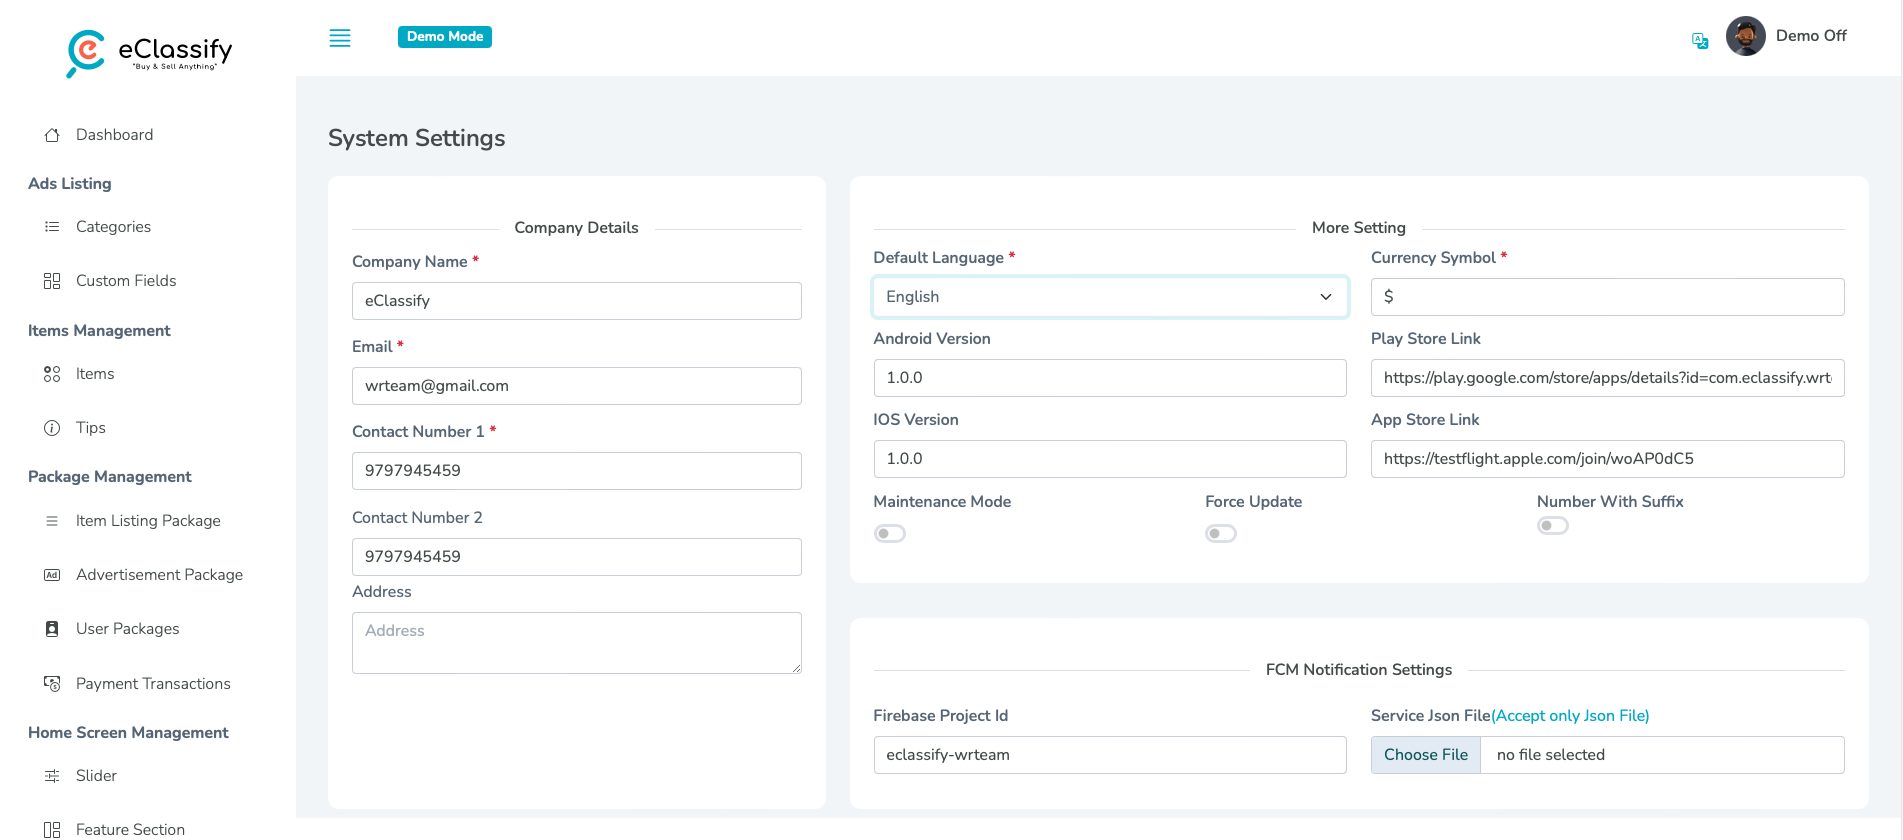 eClassify
"Buy & Sell Anything"
Demo Mode
Demo Off
Dashboard
Ads Listing
Categories
Custom Fields
Items Management
Items
Tips
Package Management
Item Listing Package
Ad
Advertisement Package
User Packages
Payment Transactions
Home Screen Management
Slider
Feature Section
System Settings
Company Details
Company Name *
eClassify
Email *
wrteam@gmail.com
Contact Number 1 *
9797945459
Contact Number 2
9797945459
Address
Address
More Setting
Default Language *
English
Currency Symbol *
$
Android Version
1.0.0
Play Store Link
https://play.google.com/store/apps/details?id=com.eclassify.wrt
IOS Version
1.0.0
App Store Link
https://testflight.apple.com/join/woAP0dC5
Maintenance Mode
Force Update
Number With Suffix
FCM Notification Settings
Firebase Project Id
eclassify-wrteam
Service Json File(Accept only Json File)
Choose File no file selected